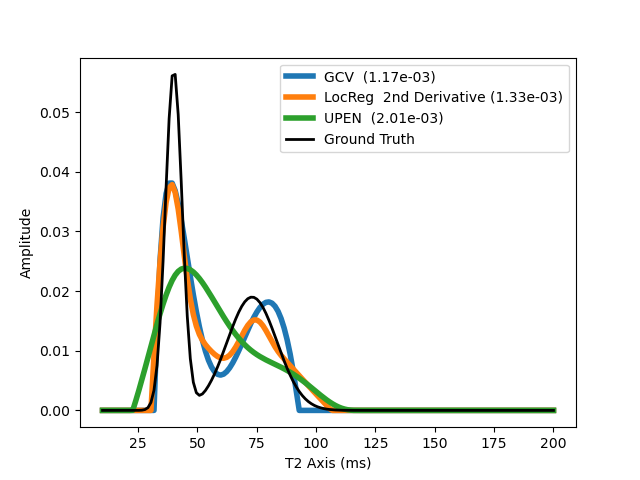 GCV  (1.17e-03)
LocReg  2nd Derivative (1.33e-03)
UPEN  (2.01e-03)
Ground Truth
0.05
0.04
0.03
0.02
0.01
0.00
Amplitude
25 50 75 100 125 150 175 200
T2 Axis (ms)